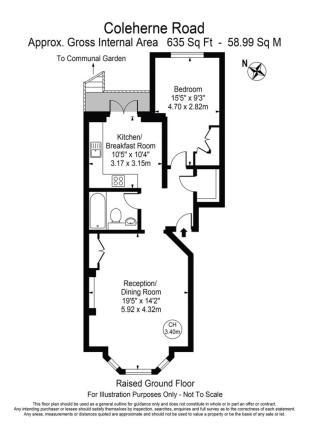 Coleherne Road
Approx. Gross Internal Area 635 Sq Ft - 58.99 Sq M
To Communal Garden
N
Bedroom
15'5" x 9'3"
4.70 x 2.82m
Kitchen/
Breakfast Room
10'5" x 10'4"
3.17 x 3.15m
Reception/
Dining Room
19'5" x 14'2"
5.92 x 4.32m
CH
3.40m
Raised Ground Floor
For Illustration Purposes Only - Not To Scale
This floor plan should be used as a general outline for guidance only and does not constitute in whole or in part an offer or contract.
Any intending purchaser or lessee should satisfy themselves by inspection, searches, enquiries and full survey as to the correctness of each statement.
Any areas, measurements or distances quoted are approximate and should not be used to value a property or be the basis of any sale or let.